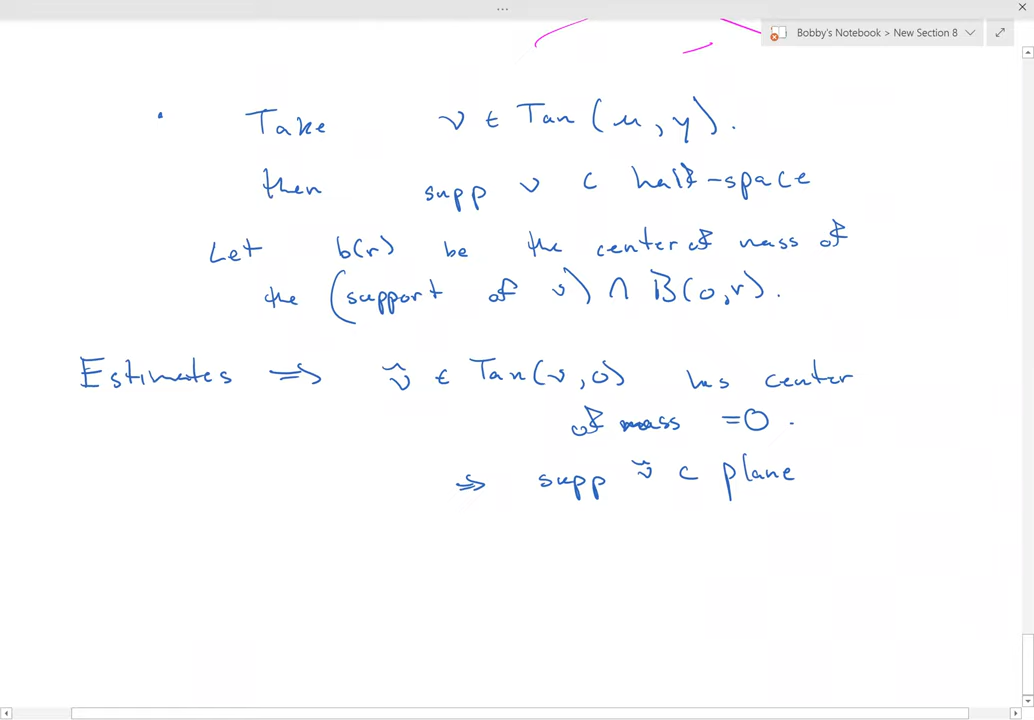 ...
Bobby's Notebook > New Section 8
Take ν ∈ Tan (μ, y).
then supp ν ⊂ half-space
Let b(r) be the center of mass of
the (support of ν) ∩ B(0,r).
Estimates ⇒ ν̃ ∈ Tan(ν,0) has center
of mass = 0.
⇒ supp ν̃ ⊂ plane